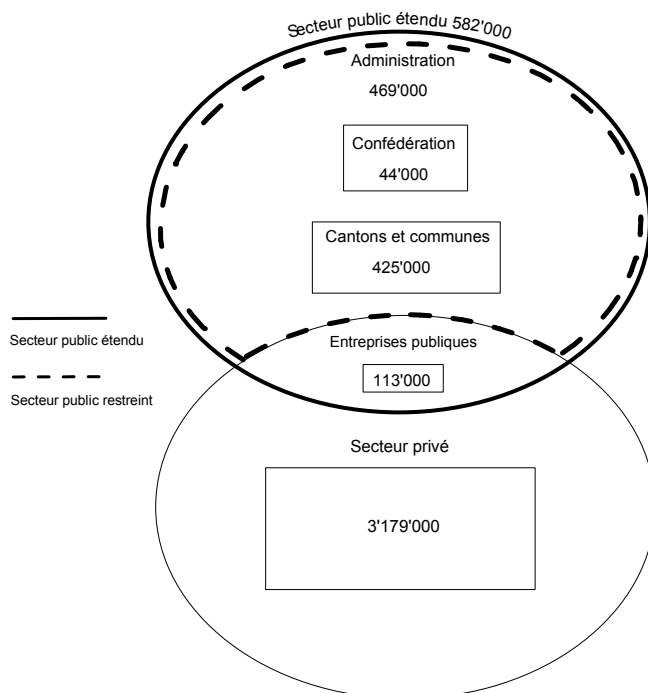 Secteur public étendu 582'000
Administration
469'000
Confédération
44'000
Cantons et communes
425'000
Secteur public étendu
Secteur public restreint
Entreprises publiques
113'000
Secteur privé
3'179'000